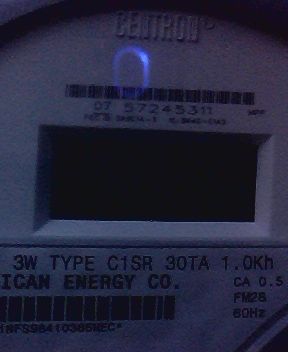 CENTRON
07 57245311
3W TYPE C1SR 30TA 1.0Kh
ICAN ENERGY CO.
CA 0.5
FM2S
60Hz